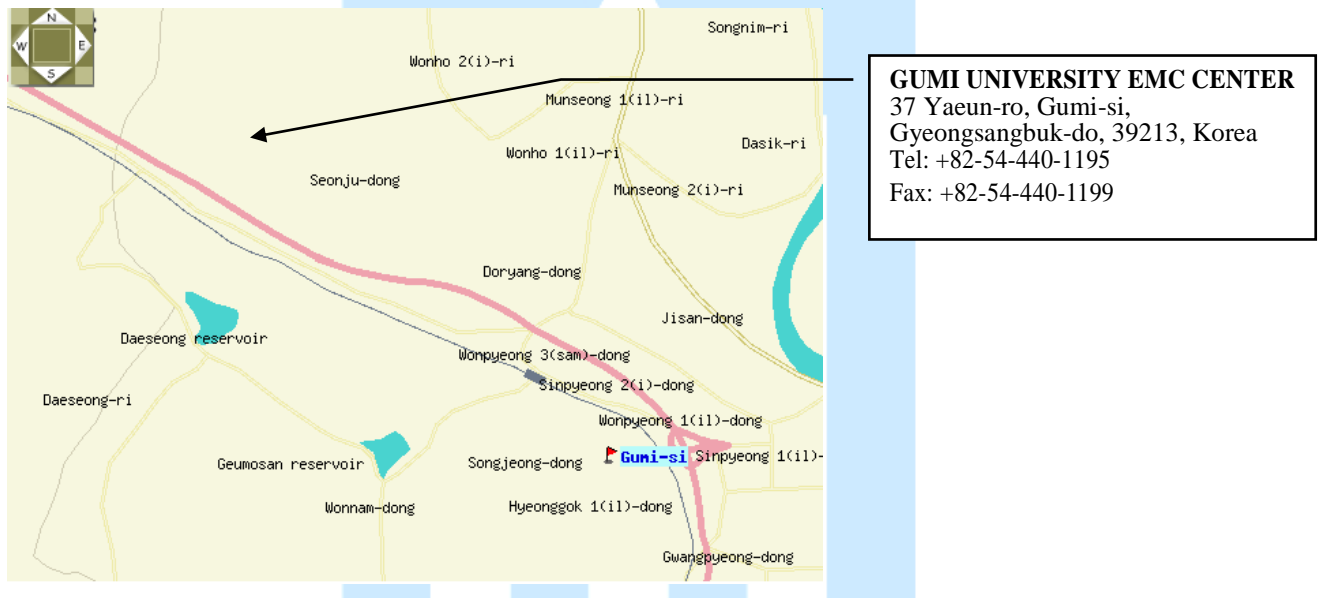 N
W
E
S
Songnim-ri
Wonho 2(i)-ri
Munseong 1(il)-ri
Dasik-ri
Wonho 1(il)-ri
Seonju-dong
Munseong 2(i)-ri
Doryang-dong
Jisan-dong
Daeseong reservoir
Wonpyeong 3(sam)-dong
Sinpyeong 2(i)-dong
Daeseong-ri
Wonpyeong 1(il)-dong
Gumi-si
Sinpyeong 1(il)-
Geumosan reservoir
Songjeong-dong
Wonnam-dong
Hyeonggok 1(il)-dong
Gwangpyeong-dong
GUMI UNIVERSITY EMC CENTER
37 Yaeun-ro, Gumi-si,
Gyeongsangbuk-do, 39213, Korea
Tel: +82-54-440-1195
Fax: +82-54-440-1199